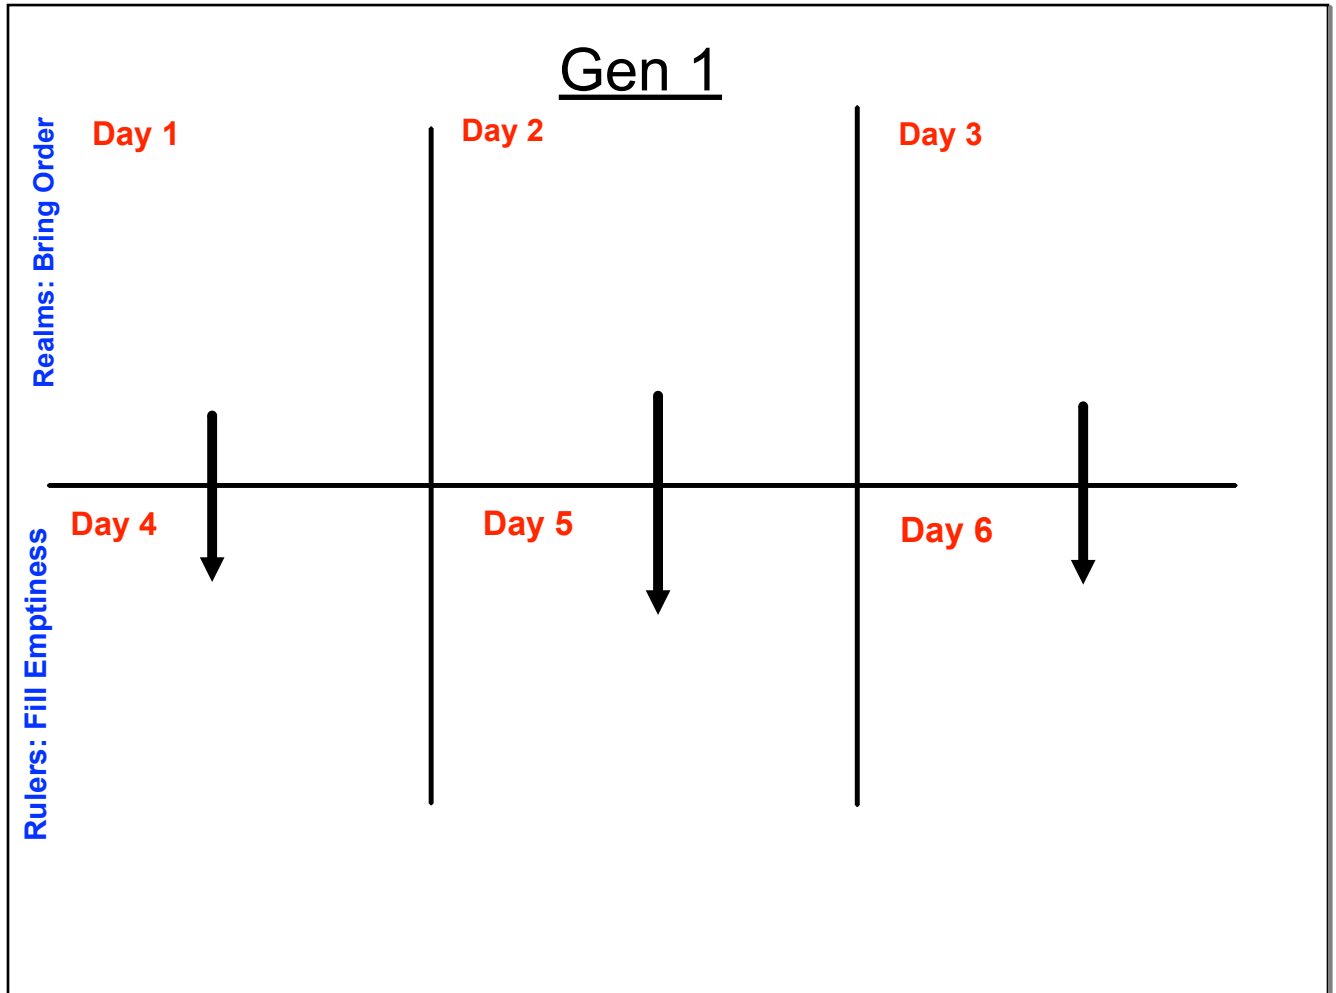 Gen 1
Realms: Bring Order
Day 1
Day 2
Day 3
Rulers: Fill Emptiness
Day 4
Day 5
Day 6